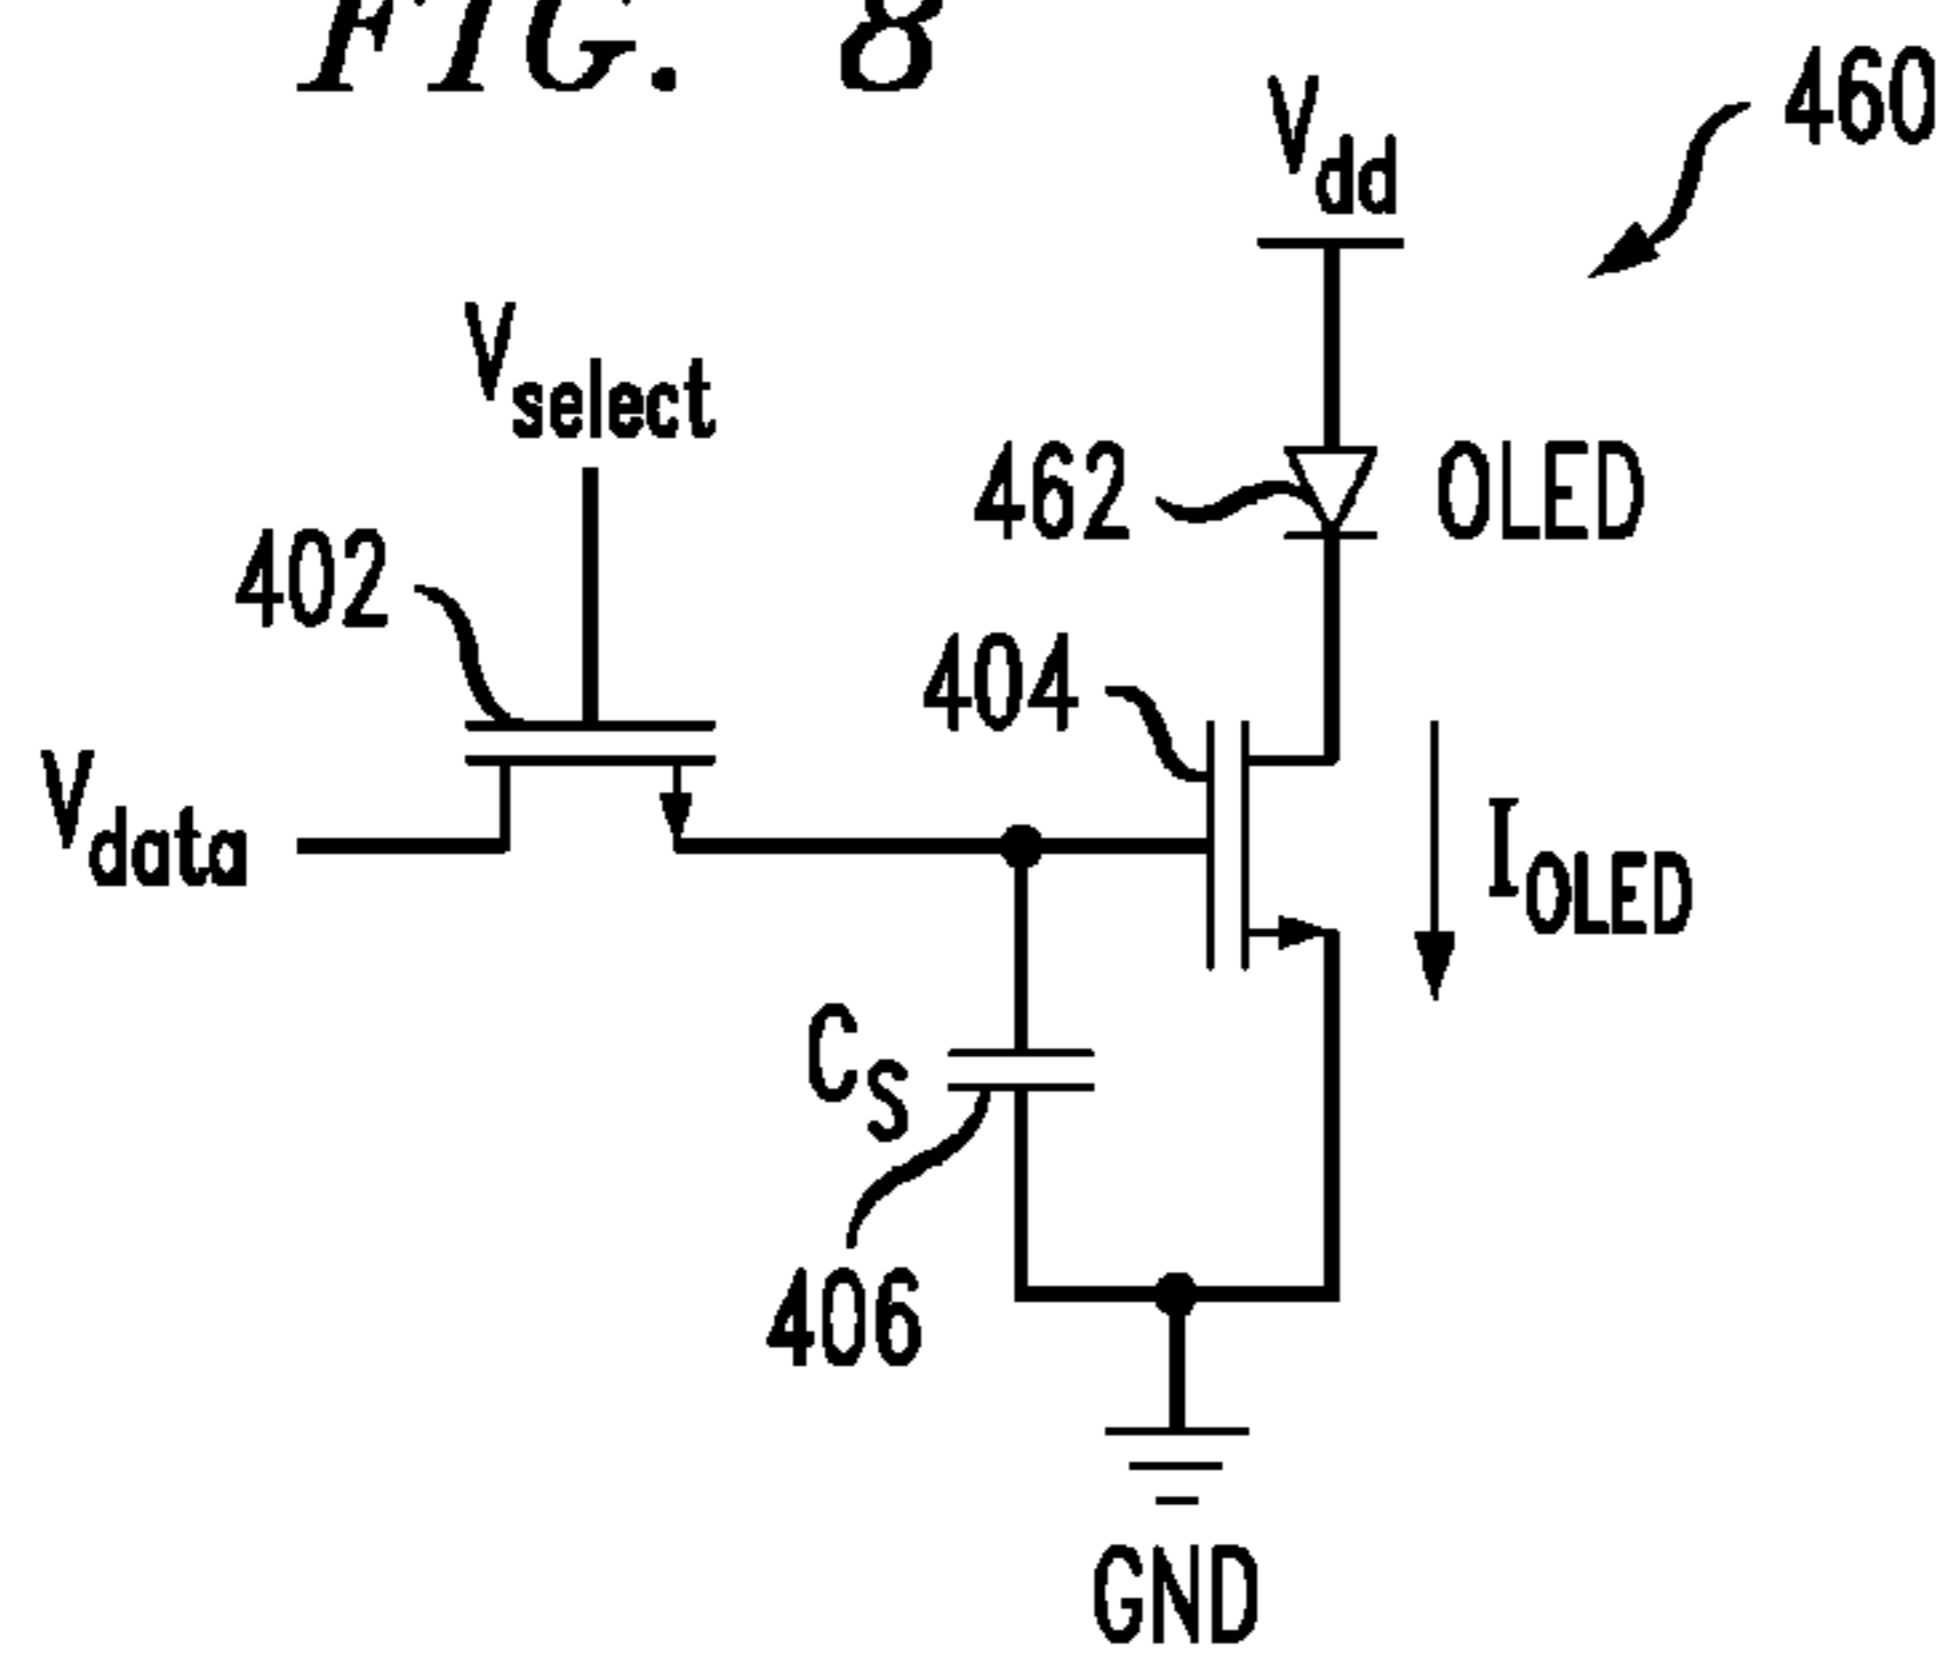 FIG. 8
460
Vdd
Vselect
462
OLED
402
404
Vdata
IOLED
CS
406
GND